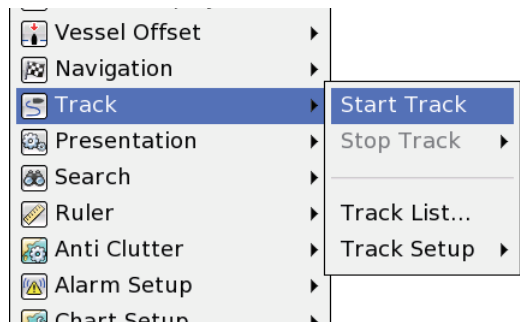 Vessel Offset
Navigation
Track
Presentation
Search
Ruler
Anti Clutter
Alarm Setup
Chart Setup
Start Track
Stop Track
Track List...
Track Setup